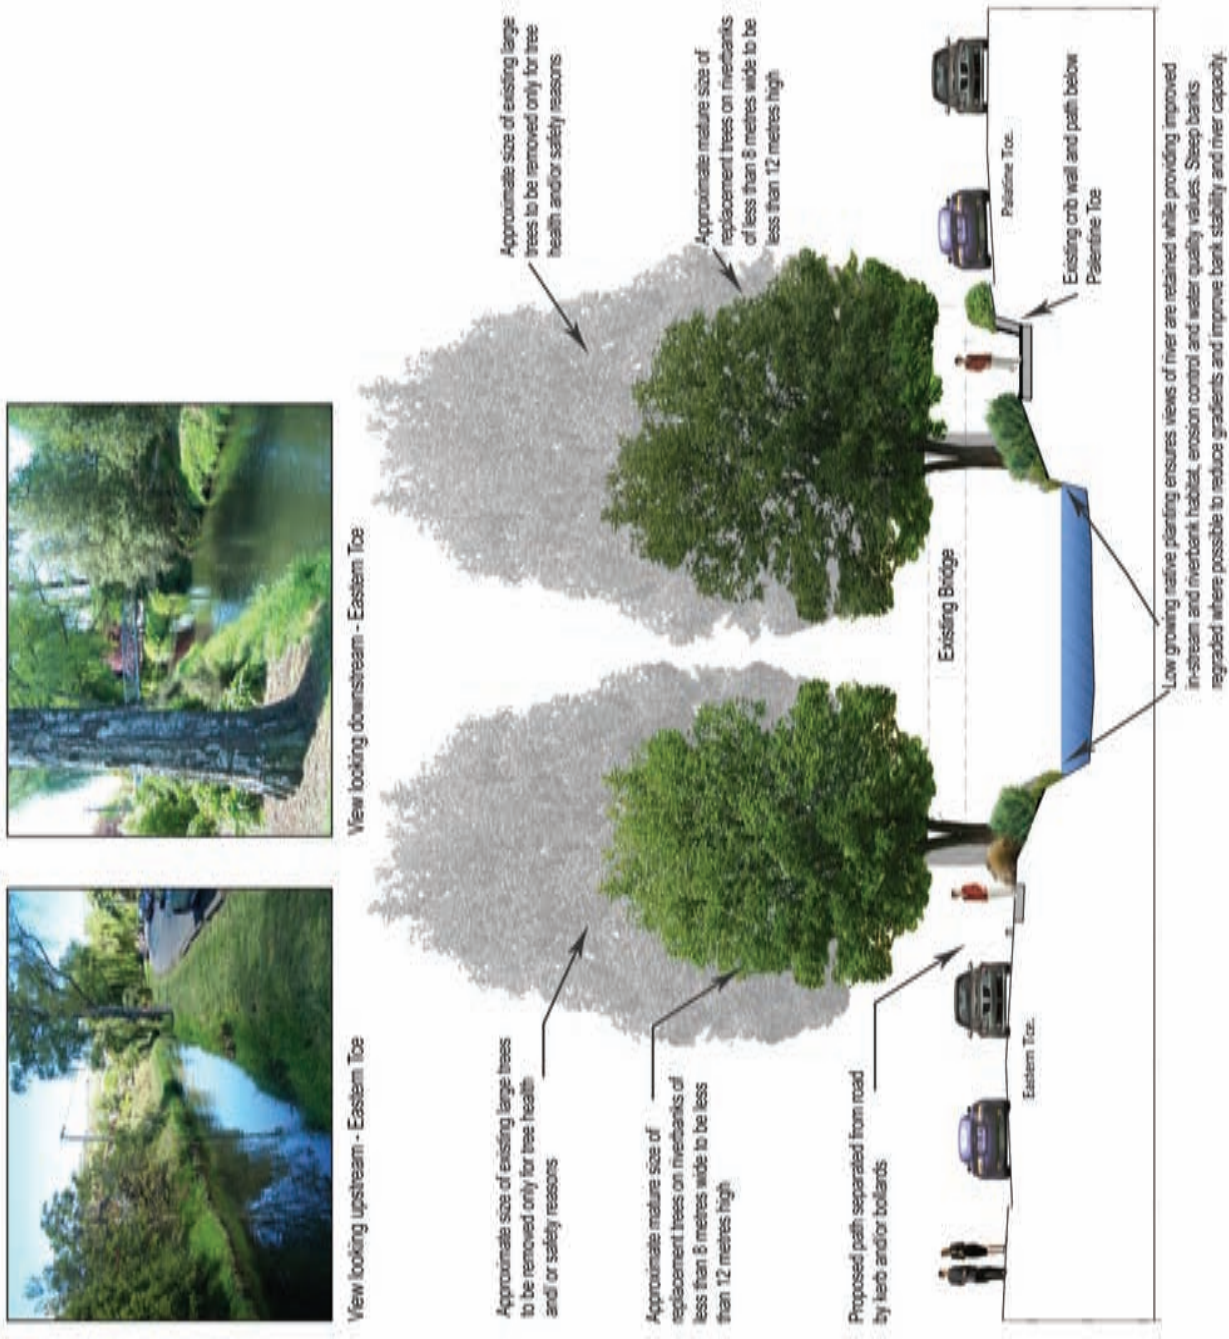 View looking upstream - Eastern Tce
View looking downstream - Eastern Tce
Approximate size of existing large trees
to be removed only for tree health
and/ or safety reasons
Approximate size of existing large
trees to be removed only for tree
health and/or safety reasons
Approximate mature size of
replacement trees on riverbanks of
less than 8 metres wide to be less
than 12 metres high
Approximate mature size of
replacement trees on riverbanks
of less than 8 metres wide to be
less than 12 metres high
Proposed path separated from road
by kerb and/or bollards
Existing Bridge
Eastern Tce.
Palatine Tce.
Existing crib wall and path below
Palentine Tce
Low growing native planting ensures views of river are retained while providing improved
in-stream and riverbank habitat, erosion control and water quality values. Steep banks
regraded where possible to reduce gradients and improve bank stability and river capacity.